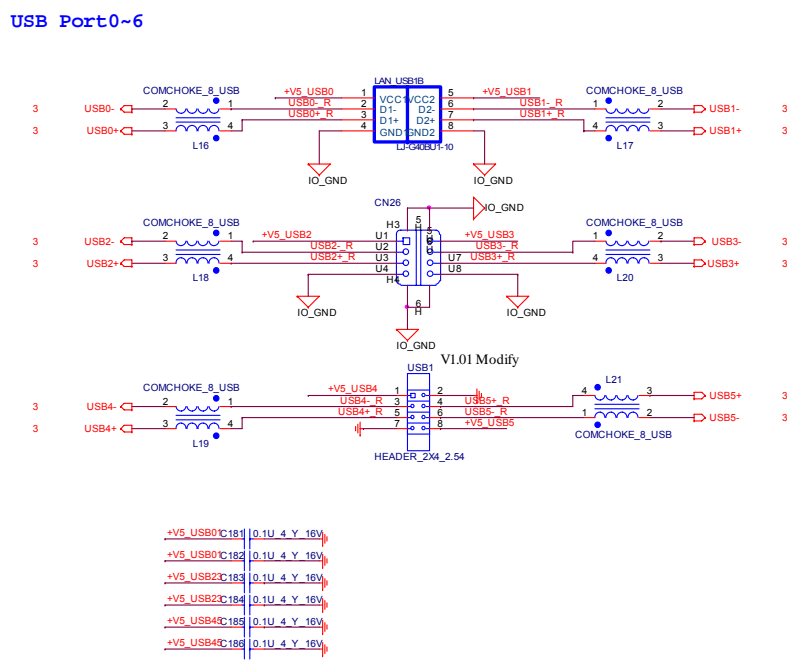 USB Port0~6
LAN_USB1B
COMCHOKE_8_USB
COMCHOKE_8_USB
+V5_USB0 1 VCC1 VCC2 5 +V5_USB1
3 USB0- 2 1 USB0-_R 2 D1- D2- 6 USB1-_R 1 2 USB1- 3
3 USB0+ 3 4 USB0+_R 3 D1+ D2+ 7 USB1+_R 4 3 USB1+ 3
4 GND1 GND2 8
L16 LJ-G40BU1-10 L17
IO_GND IO_GND
CN26 IO_GND
COMCHOKE_8_USB H3 5 H COMCHOKE_8_USB
+V5_USB2 U1 +V5_USB3
3 USB2- 2 1 USB2-_R U2 USB3-_R 1 2 USB3- 3
3 USB2+ 3 4 USB2+_R U3 U7 USB3+_R 4 3 USB3+ 3
U4 U8
L18 H4 L20
6 H
IO_GND IO_GND
IO_GND
V1.01 Modify
USB1
L21
COMCHOKE_8_USB +V5_USB4 1 2 4 3 USB5+ 3
3 USB4- 2 1 USB4-_R 3 4 USB5+_R
3 USB4+ 3 4 USB4+_R 5 6 USB5-_R 1 2 USB5- 3
7 8 +V5_USB5
L19 COMCHOKE_8_USB
HEADER_2X4_2.54
+V5_USB01 C181 0.1U_4_Y_16V
+V5_USB01 C182 0.1U_4_Y_16V
+V5_USB23 C183 0.1U_4_Y_16V
+V5_USB23 C184 0.1U_4_Y_16V
+V5_USB45 C185 0.1U_4_Y_16V
+V5_USB45 C186 0.1U_4_Y_16V